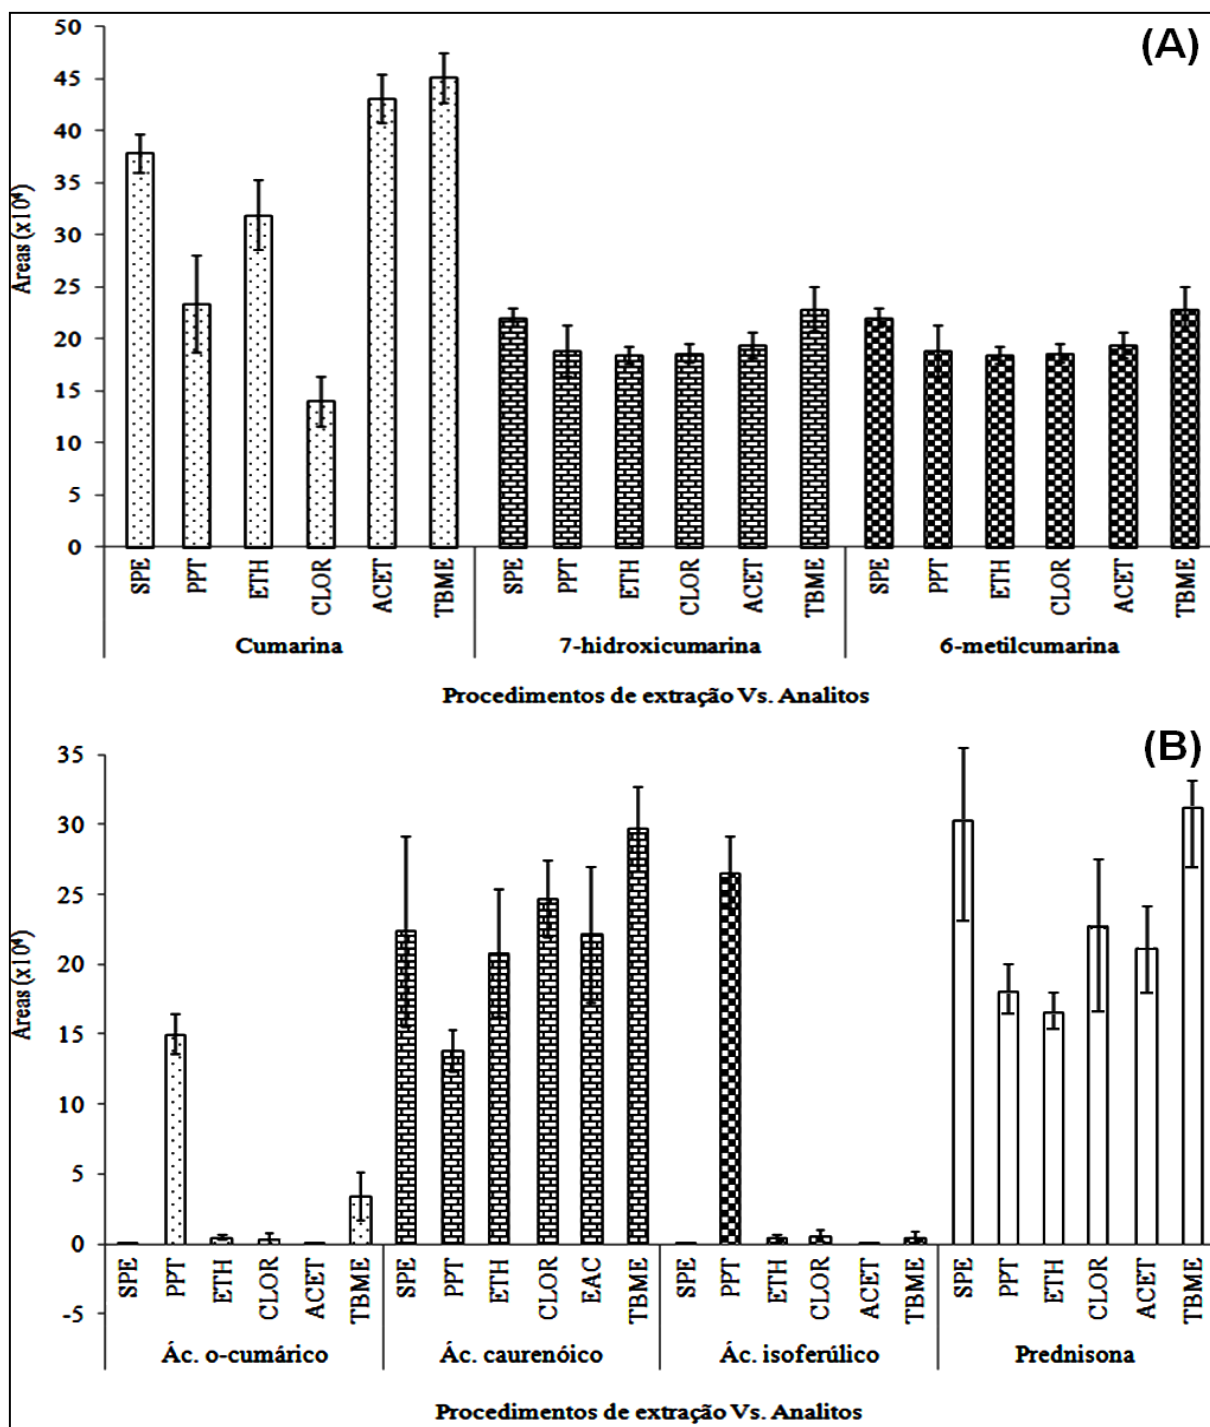 (A)
50
45
40
35
30
25
20
15
10
5
0
Areas (x10⁴)
SPE PPT ETH CLOR ACET TBME SPE PPT ETH CLOR ACET TBME SPE PPT ETH CLOR ACET TBME
Cumarina 7-hidroxicumarina 6-metilcumarina
Procedimentos de extração Vs. Analitos
(B)
35
30
25
20
15
10
5
0
-5
Areas (x10⁴)
SPE PPT ETH CLOR ACET TBME SPE PPT ETH CLOR EAC TBME SPE PPT ETH CLOR ACET TBME SPE PPT ETH CLOR ACET TBME
Ác. o-cumárico Ác. caurenóico Ác. isoferúlico Prednisona
Procedimentos de extração Vs. Analitos